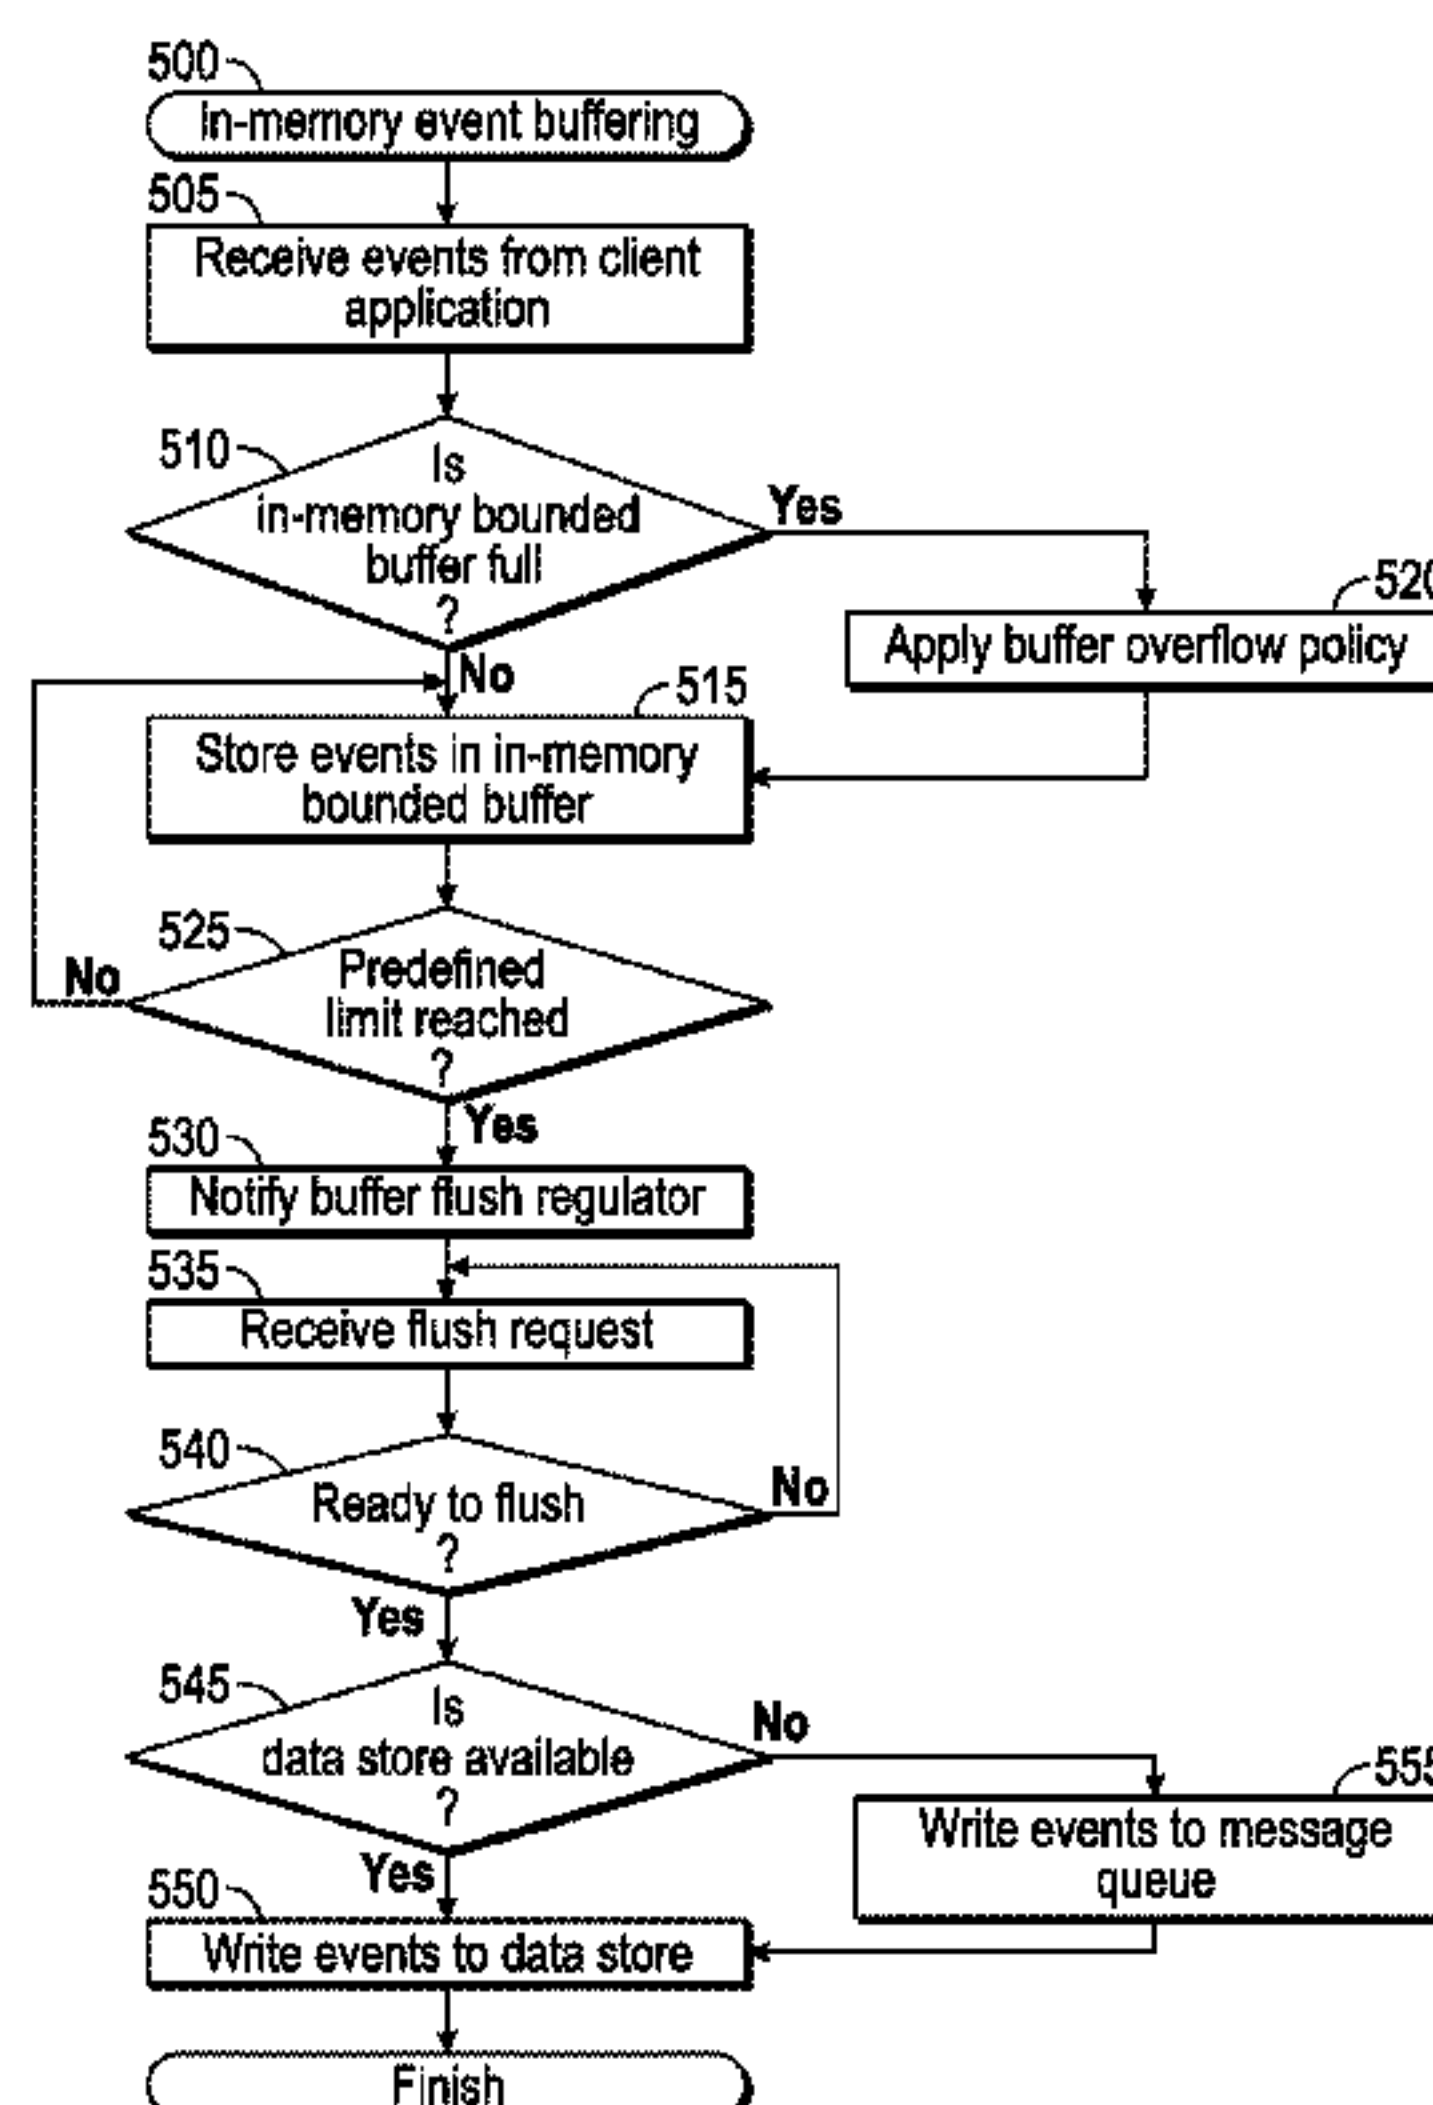 500
In-memory event buffering
505
Receive events from client
application
510
Is
in-memory bounded
buffer full
?
Yes
520
Apply buffer overflow policy
No
515
Store events in in-memory
bounded buffer
525
Predefined
limit reached
?
No
Yes
530
Notify buffer flush regulator
535
Receive flush request
540
Ready to flush
?
No
Yes
545
Is
data store available
?
No
555
Write events to message
queue
Yes
550
Write events to data store
Finish